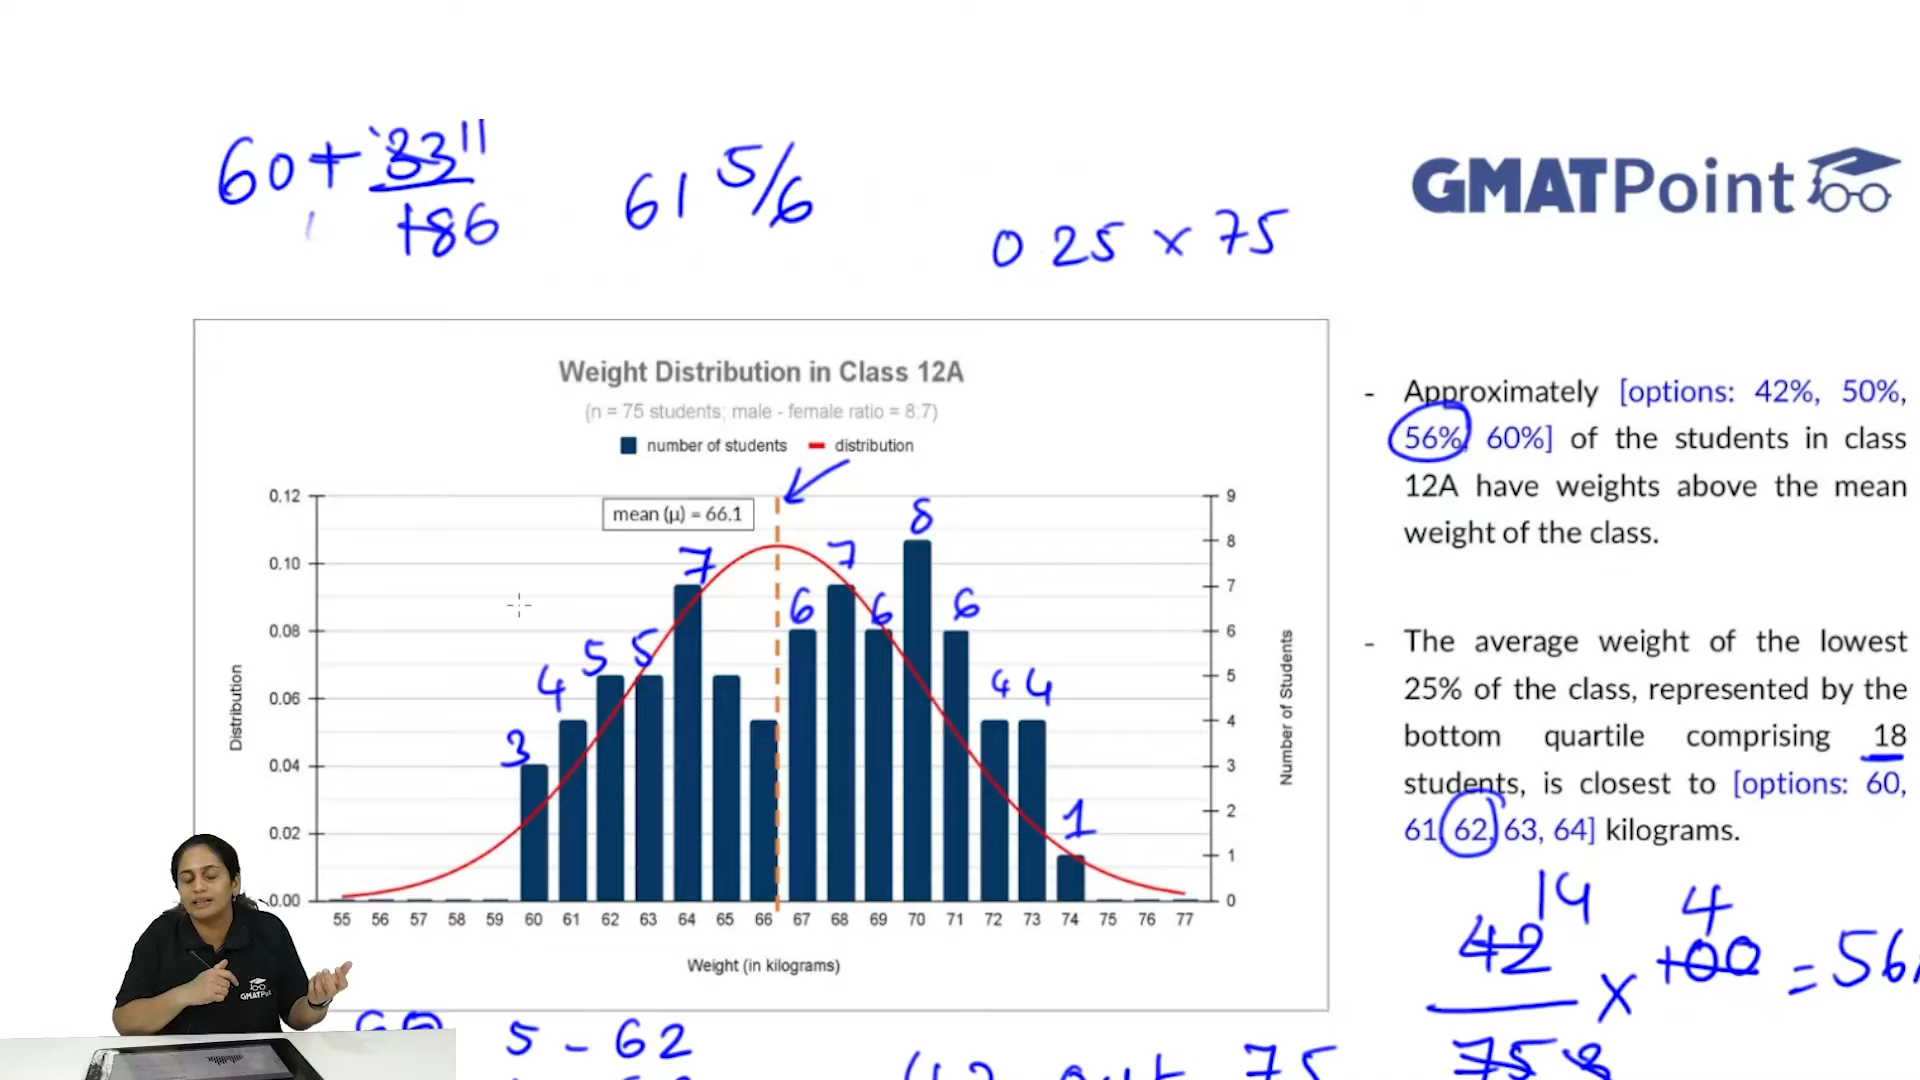 60+ 33 11
186
61 5/6
0.25 x 75
GMATPoint
Weight Distribution in Class 12A
(n = 75 students; male - female ratio = 8:7)
number of students distribution
mean (μ) = 66.1
0.12
0.10
0.08
0.06
0.04
0.02
0.00
Distribution
9
8
7
6
5
4
3
2
1
0
Number of Students
3 4 5 5 7 6 7 6 8 6 4 4 1
55 56 57 58 59 60 61 62 63 64 65 66 67 68 69 70 71 72 73 74 75 76 77
Weight (in kilograms)
- Approximately [options: 42%, 50%,
56%, 60%] of the students in class
12A have weights above the mean
weight of the class.
- The average weight of the lowest
25% of the class, represented by the
bottom quartile comprising 18
students, is closest to [options: 60,
61, 62, 63, 64] kilograms.
14 4
42 x 100 = 56
75
5 - 62
out 75
GMATPoint